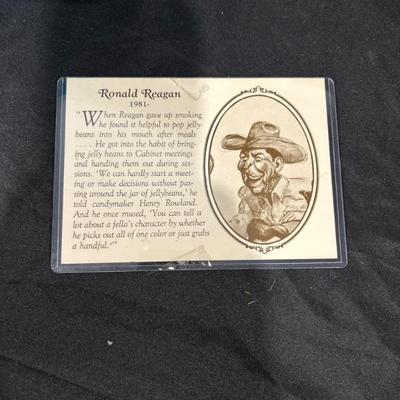 Ronald Reagan
1981-
"When Reagan gave up smoking
he found it helpful to pop jelly-
beans into his mouth after meals
. . . . He got into the habit of bring-
ing jelly beans to Cabinet meetings
and handing them out during ses-
sions. 'We can hardly start a meet-
ing or make decisions without pas-
sing around the jar of jellybeans,' he
told candymaker Henry Rowland.
And he once mused, 'You can tell a
lot about a fella's character by whether
he picks out all of one color or just grabs
a handful.'"